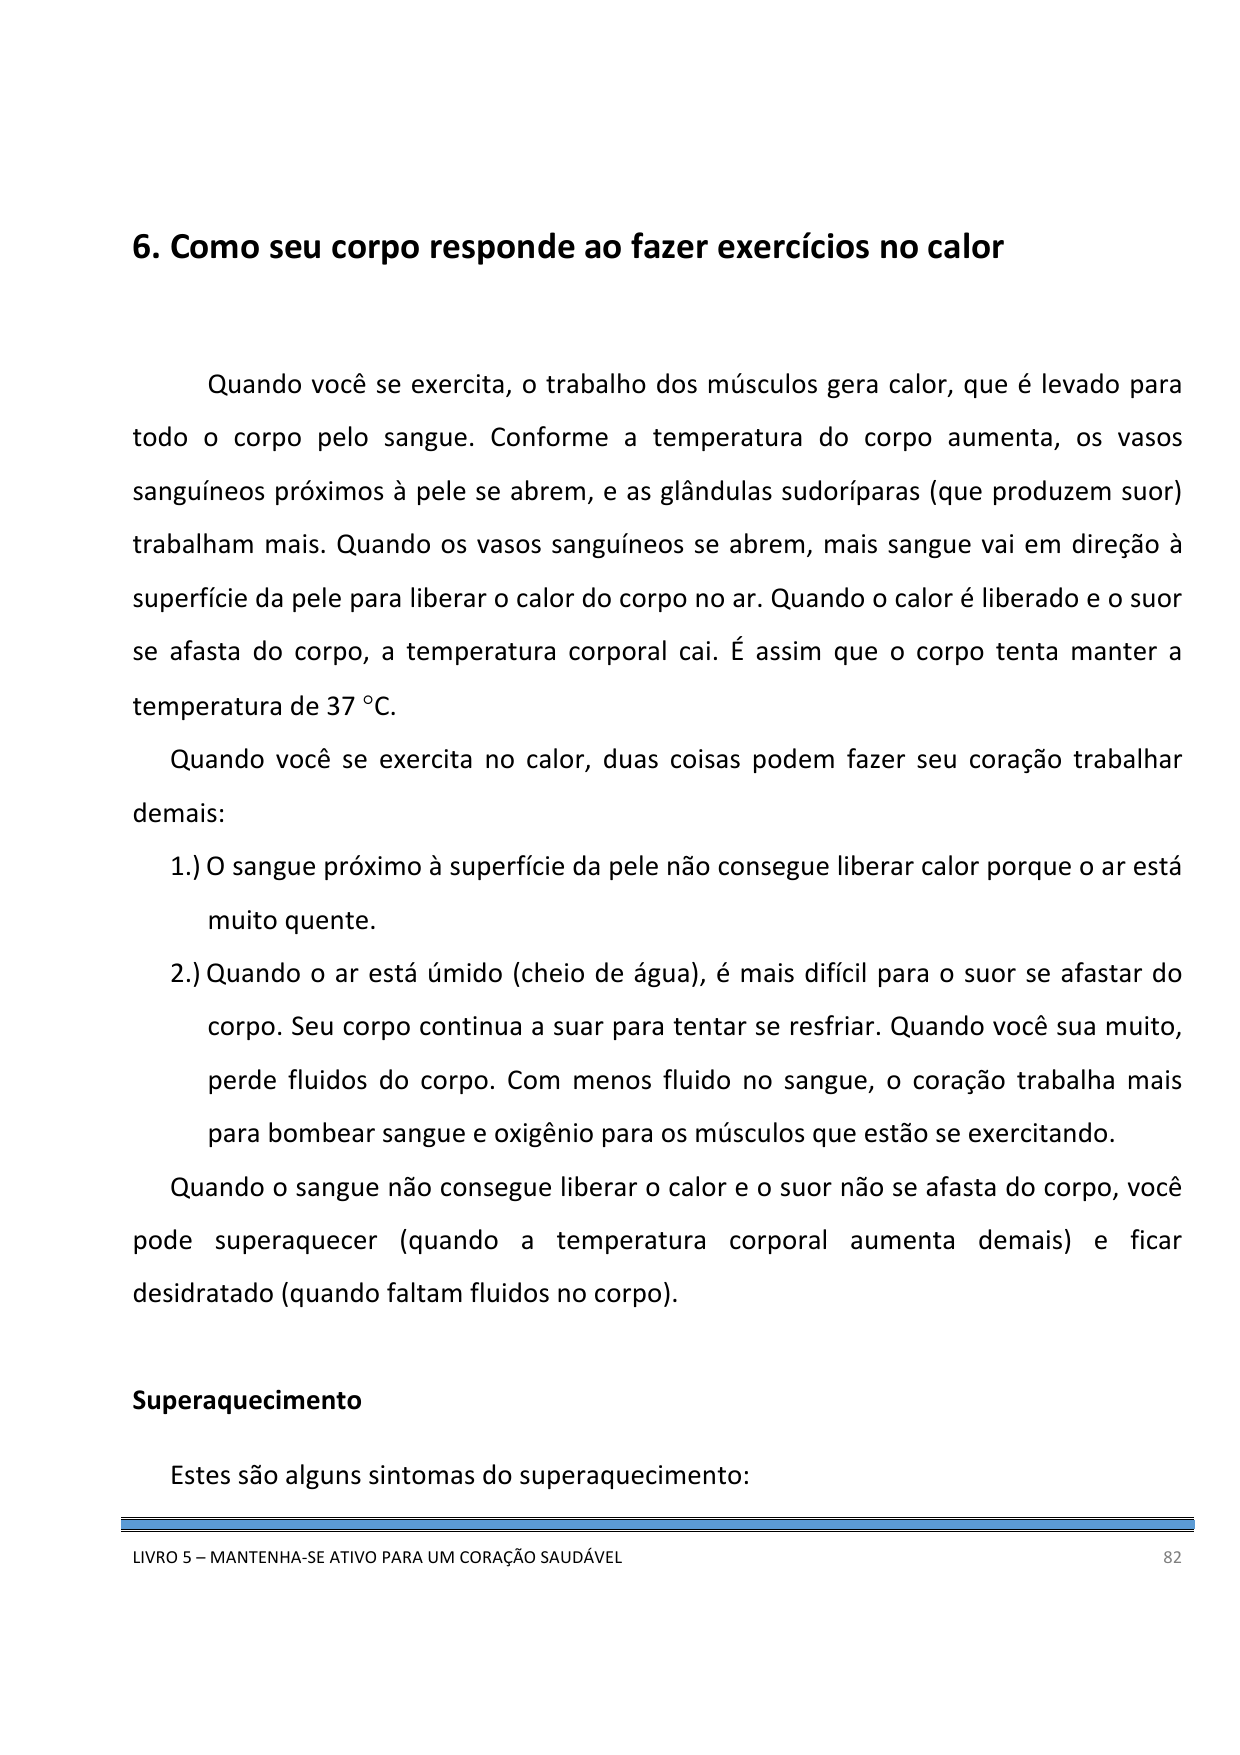 6. Como seu corpo responde ao fazer exercícios no calor
Quando você se exercita, o trabalho dos músculos gera calor, que é levado para
todo o corpo pelo sangue. Conforme a temperatura do corpo aumenta, os vasos
sanguíneos próximos à pele se abrem, e as glândulas sudoríparas (que produzem suor)
trabalham mais. Quando os vasos sanguíneos se abrem, mais sangue vai em direção à
superfície da pele para liberar o calor do corpo no ar. Quando o calor é liberado e o suor
se afasta do corpo, a temperatura corporal cai. É assim que o corpo tenta manter a
temperatura de 37 °C.
Quando você se exercita no calor, duas coisas podem fazer seu coração trabalhar
demais:
1.) O sangue próximo à superfície da pele não consegue liberar calor porque o ar está
muito quente.
2.) Quando o ar está úmido (cheio de água), é mais difícil para o suor se afastar do
corpo. Seu corpo continua a suar para tentar se resfriar. Quando você sua muito,
perde fluidos do corpo. Com menos fluido no sangue, o coração trabalha mais
para bombear sangue e oxigênio para os músculos que estão se exercitando.
Quando o sangue não consegue liberar o calor e o suor não se afasta do corpo, você
pode superaquecer (quando a temperatura corporal aumenta demais) e ficar
desidratado (quando faltam fluidos no corpo).
Superaquecimento
Estes são alguns sintomas do superaquecimento:
LIVRO 5 – MANTENHA-SE ATIVO PARA UM CORAÇÃO SAUDÁVEL 82